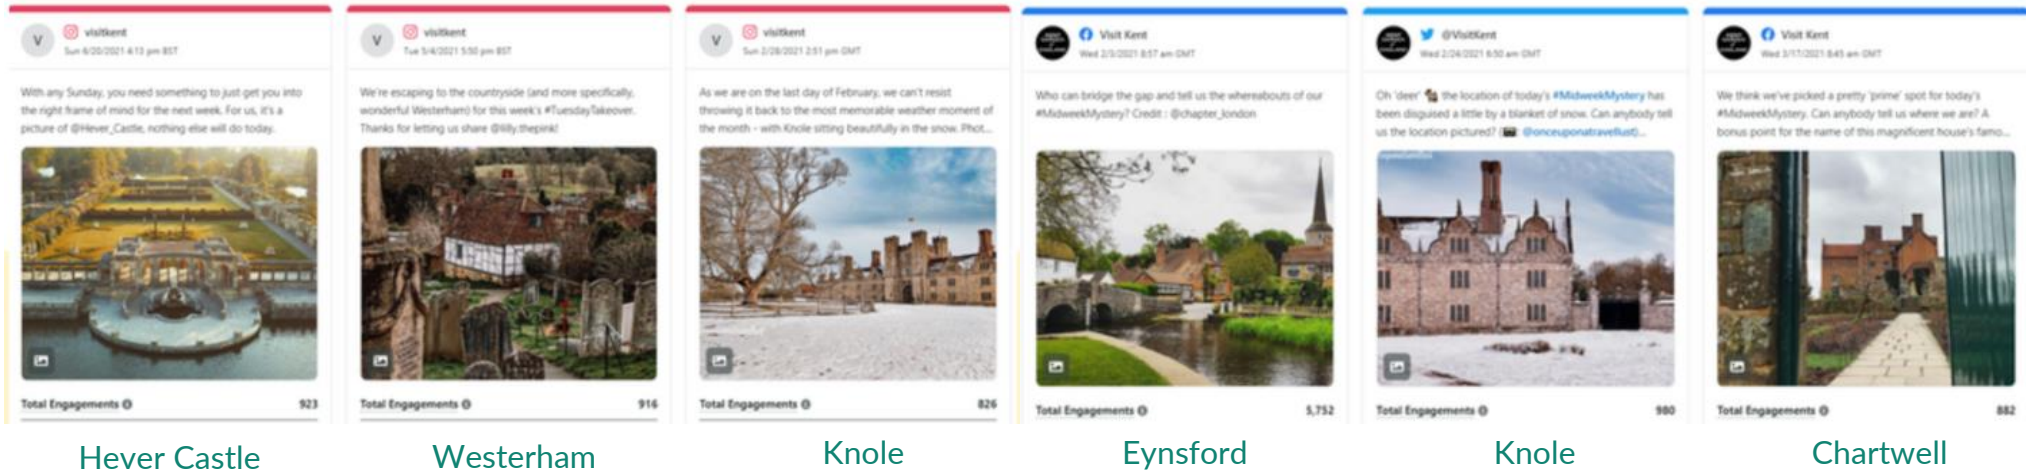 V
visitkent
Sun 6/20/2021 4:13 pm BST
With any Sunday, you need something to just get you into
the right frame of mind for the next week. For us, it's a
picture of @Hever_Castle, nothing else will do today.
Total Engagements
923
Hever Castle
V
visitkent
Tue 5/4/2021 5:50 pm BST
We're escaping to the countryside (and more specifically,
wonderful Westerham) for this week's #TuesdayTakeover.
Thanks for letting us share @lilly.thepink!
Total Engagements
916
Westerham
V
visitkent
Sun 2/28/2021 2:51 pm GMT
As we are on the last day of February, we can't resist
throwing it back to the most memorable weather moment of
the month - with Knole sitting beautifully in the snow. Phot...
Total Engagements
826
Knole
Visit Kent
Wed 2/3/2021 8:57 am GMT
Who can bridge the gap and tell us the whereabouts of our
#MidweekMystery? Credit : @chapter_london
Total Engagements
5,752
Eynsford
@VisitKent
Wed 2/24/2021 6:50 am GMT
Oh 'deer' the location of today's #MidweekMystery has
been disguised a little by a blanket of snow. Can anybody tell
us the location pictured? ( : @onceuponatravellust)...
Total Engagements
980
Knole
Visit Kent
Wed 3/17/2021 8:45 am GMT
We think we've picked a pretty 'prime' spot for today's
#MidweekMystery. Can anybody tell us where we are? A
bonus point for the name of this magnificent house's famo...
Total Engagements
882
Chartwell